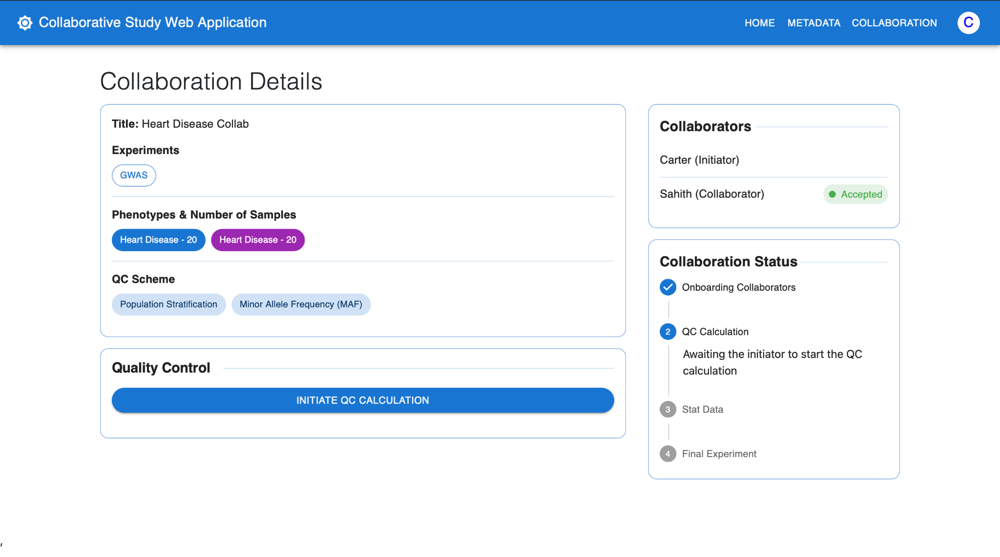 Collaborative Study Web Application
HOME METADATA COLLABORATION C
Collaboration Details
Title: Heart Disease Collab
Experiments
GWAS
Phenotypes & Number of Samples
Heart Disease - 20 Heart Disease - 20
QC Scheme
Population Stratification Minor Allele Frequency (MAF)
Quality Control
INITIATE QC CALCULATION
Collaborators
Carter (Initiator)
Sahith (Collaborator) Accepted
Collaboration Status
Onboarding Collaborators
2 QC Calculation
Awaiting the initiator to start the QC
calculation
3 Stat Data
4 Final Experiment
,